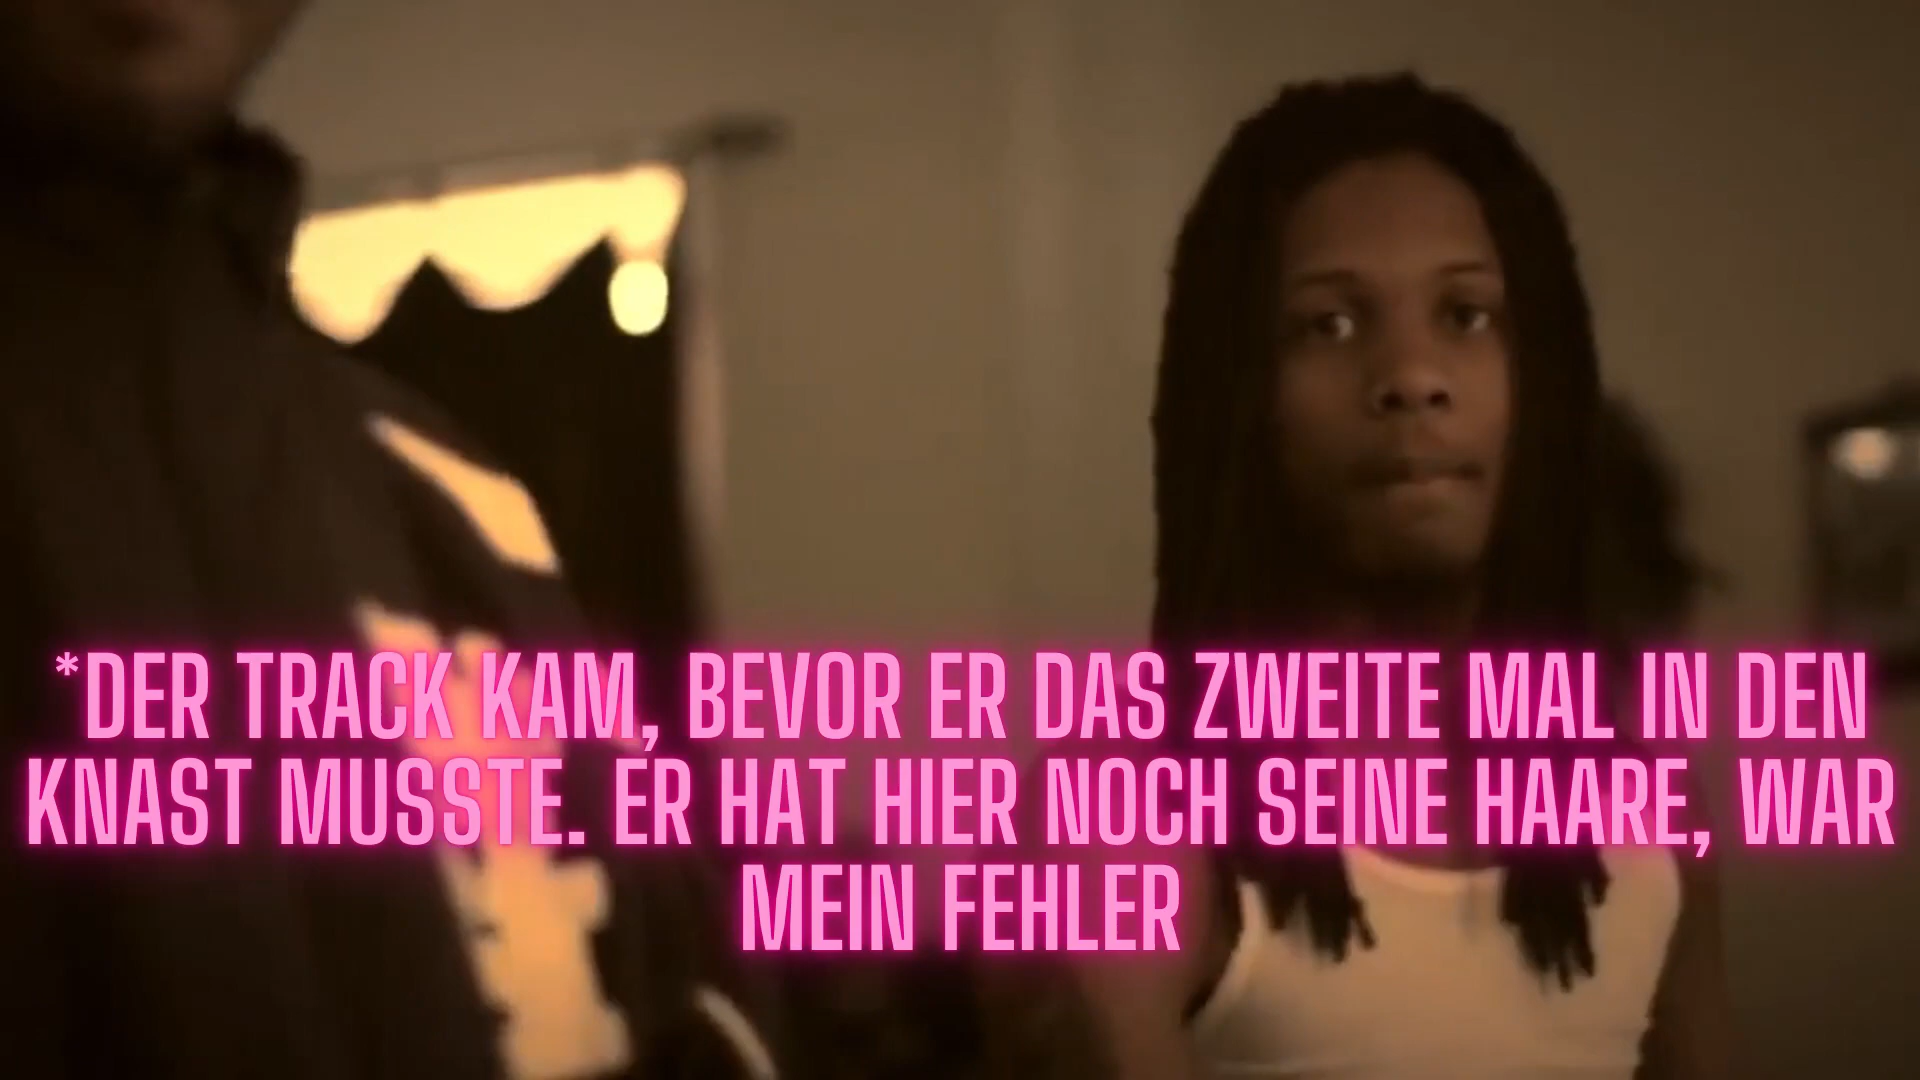 *DER TRACK KAM, BEVOR ER DAS ZWEITE MAL IN DEN
KNAST MUSSTE. ER HAT HIER NOCH SEINE HAARE, WAR
MEIN FEHLER